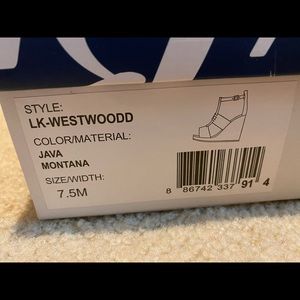 STYLE:
LK-WESTWOODD
COLOR/MATERIAL:
JAVA
MONTANA
SIZE/WIDTH:
7.5M
8 86742 337 91 4